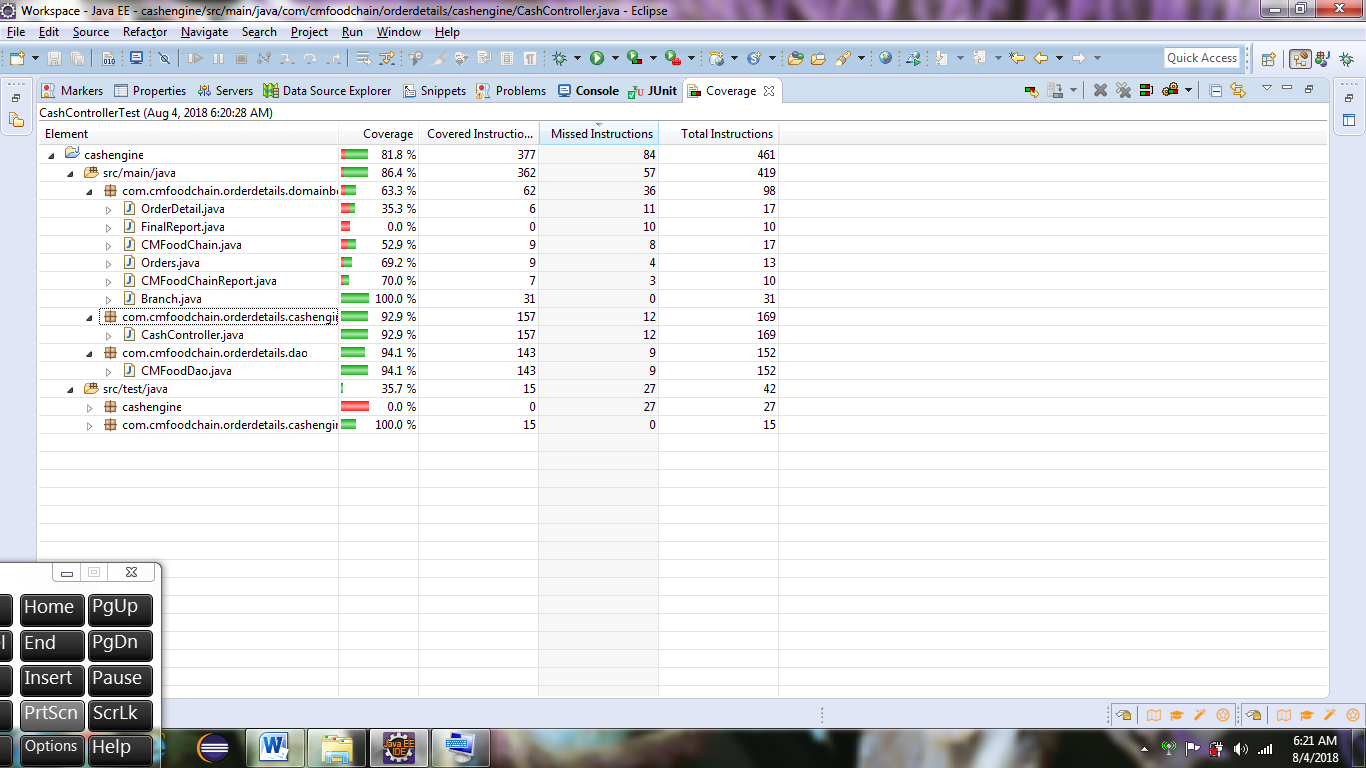 Workspace - Java EE - cashengine/src/main/java/com/cmfoodchain/orderdetails/cashengine/CashController.java - Eclipse
File Edit Source Refactor Navigate Search Project Run Window Help
Quick Access
Markers Properties Servers Data Source Explorer Snippets Problems Console JUnit Coverage
CashControllerTest (Aug 4, 2018 6:20:28 AM)
Element Coverage Covered Instructio... Missed Instructions Total Instructions
cashengine 81.8 % 377 84 461
src/main/java 86.4 % 362 57 419
com.cmfoodchain.orderdetails.domainb 63.3 % 62 36 98
OrderDetail.java 35.3 % 6 11 17
FinalReport.java 0.0 % 0 10 10
CMFoodChain.java 52.9 % 9 8 17
Orders.java 69.2 % 9 4 13
CMFoodChainReport.java 70.0 % 7 3 10
Branch.java 100.0 % 31 0 31
com.cmfoodchain.orderdetails.cashengi 92.9 % 157 12 169
CashController.java 92.9 % 157 12 169
com.cmfoodchain.orderdetails.dao 94.1 % 143 9 152
CMFoodDao.java 94.1 % 143 9 152
src/test/java 35.7 % 15 27 42
cashengine 0.0 % 0 27 27
com.cmfoodchain.orderdetails.cashengi 100.0 % 15 0 15
Home PgUp
End PgDn
Insert Pause
PrtScn ScrLk
Options Help
Java EE
IDE
6:21 AM
8/4/2018